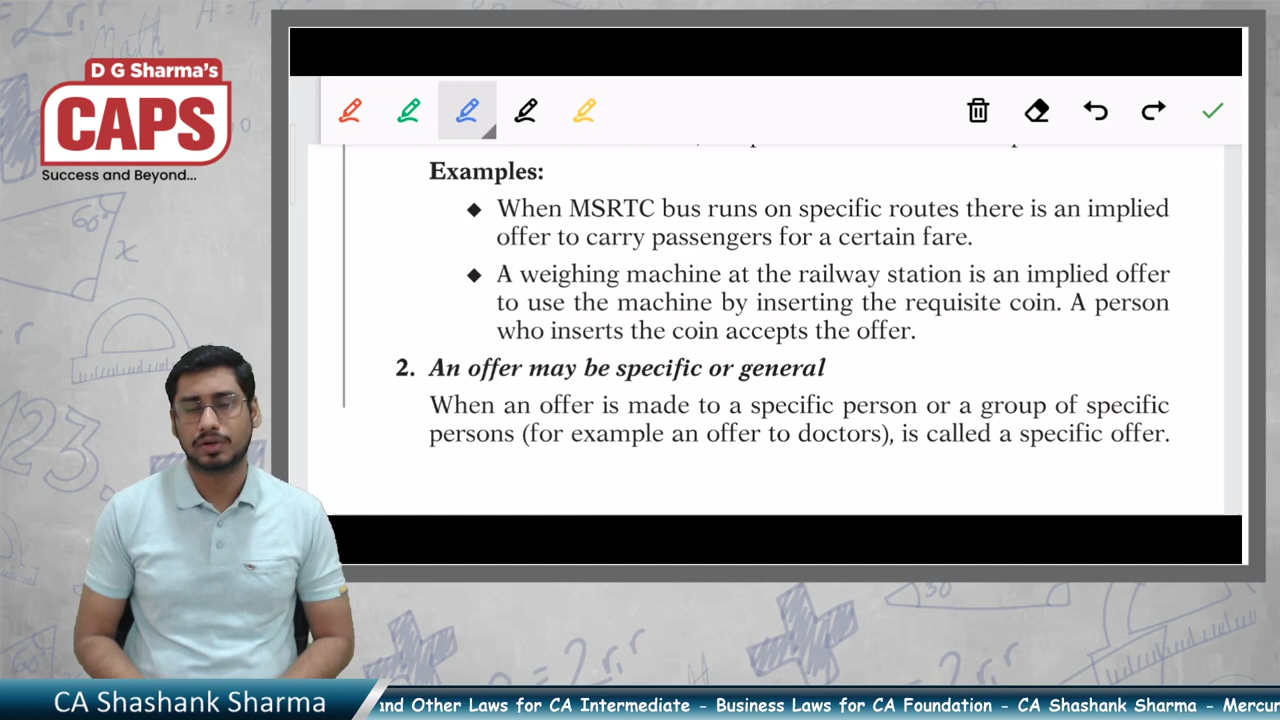 D G Sharma's
CAPS
Success and Beyond...
Examples:
◆ When MSRTC bus runs on specific routes there is an implied
offer to carry passengers for a certain fare.
◆ A weighing machine at the railway station is an implied offer
to use the machine by inserting the requisite coin. A person
who inserts the coin accepts the offer.
2. An offer may be specific or general
When an offer is made to a specific person or a group of specific
persons (for example an offer to doctors), is called a specific offer.
CA Shashank Sharma
and Other Laws for CA Intermediate - Business Laws for CA Foundation - CA Shashank Sharma - Mercur
Math
60°
x
123.
30
= 2r